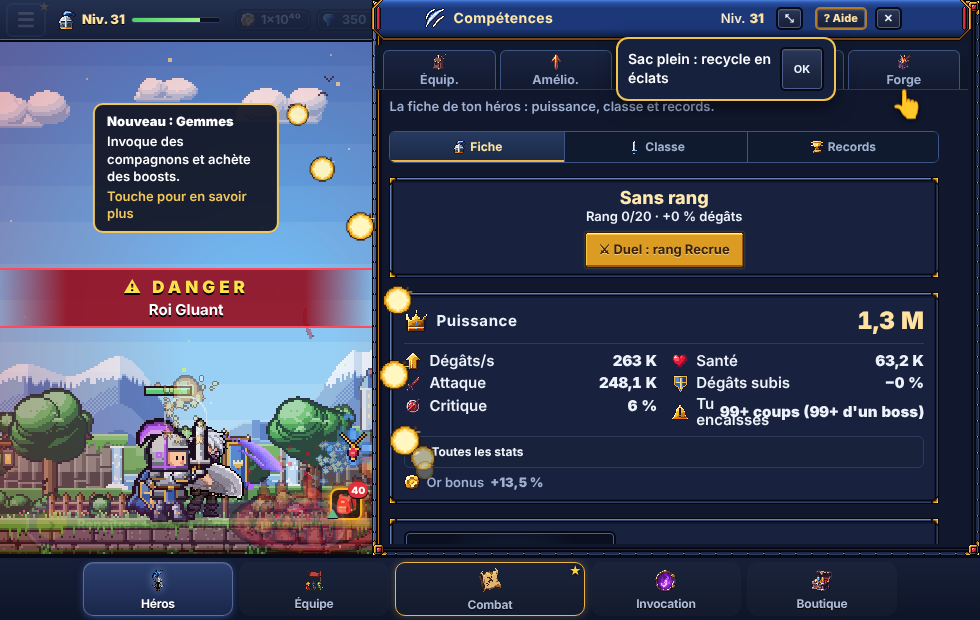 Niv. 31
1×10⁴⁰
350
Compétences
Niv. 31
? Aide
Équip.
Amélio.
Sac plein : recycle en
éclats
OK
Forge
La fiche de ton héros : puissance, classe et records.
Nouveau : Gemmes
Invoque des
compagnons et achète
des boosts.
Touche pour en savoir
plus
Fiche
Classe
Records
Sans rang
Rang 0/20 · +0 % dégâts
Duel : rang Recrue
DANGER
Roi Gluant
Puissance
1,3 M
Dégâts/s
263 K
Santé
63,2 K
Attaque
248,1 K
Dégâts subis
−0 %
Critique
6 %
Tu
encaisses
99+ coups (99+ d'un boss)
Toutes les stats
Or bonus +13,5 %
40
Héros
Équipe
Combat
Invocation
Boutique